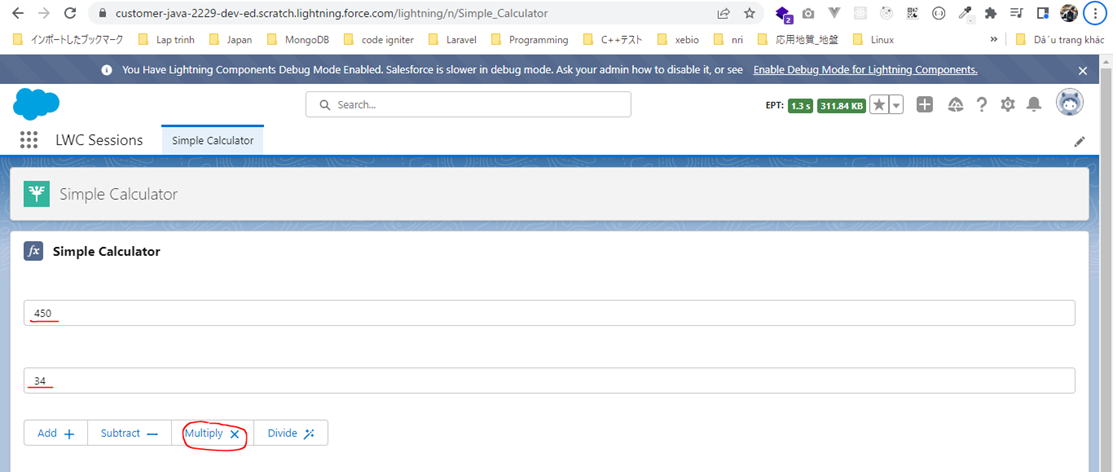 customer-java-2229-dev-ed.scratch.lightning.force.com/lightning/n/Simple_Calculator
2
インポートしたブックマーク Lap trinh Japan MongoDB code igniter Laravel Programming C++テスト xebio nri 応用地質_地盤 Linux » Dấu trang khác
You Have Lightning Components Debug Mode Enabled. Salesforce is slower in debug mode. Ask your admin how to disable it, or see Enable Debug Mode for Lightning Components.
Search... EPT: 1.3 s 311.84 KB
LWC Sessions Simple Calculator
Simple Calculator
fx Simple Calculator
450
34
Add Subtract Multiply Divide